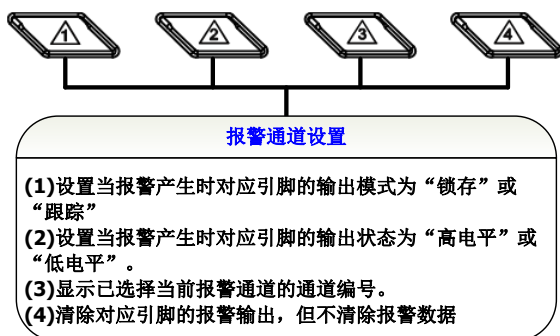 1 2 3 4
报警通道设置
(1)设置当报警产生时对应引脚的输出模式为“锁存”或
“跟踪”
(2)设置当报警产生时对应引脚的输出状态为“高电平”或
“低电平”。
(3)显示已选择当前报警通道的通道编号。
(4)清除对应引脚的报警输出，但不清除报警数据